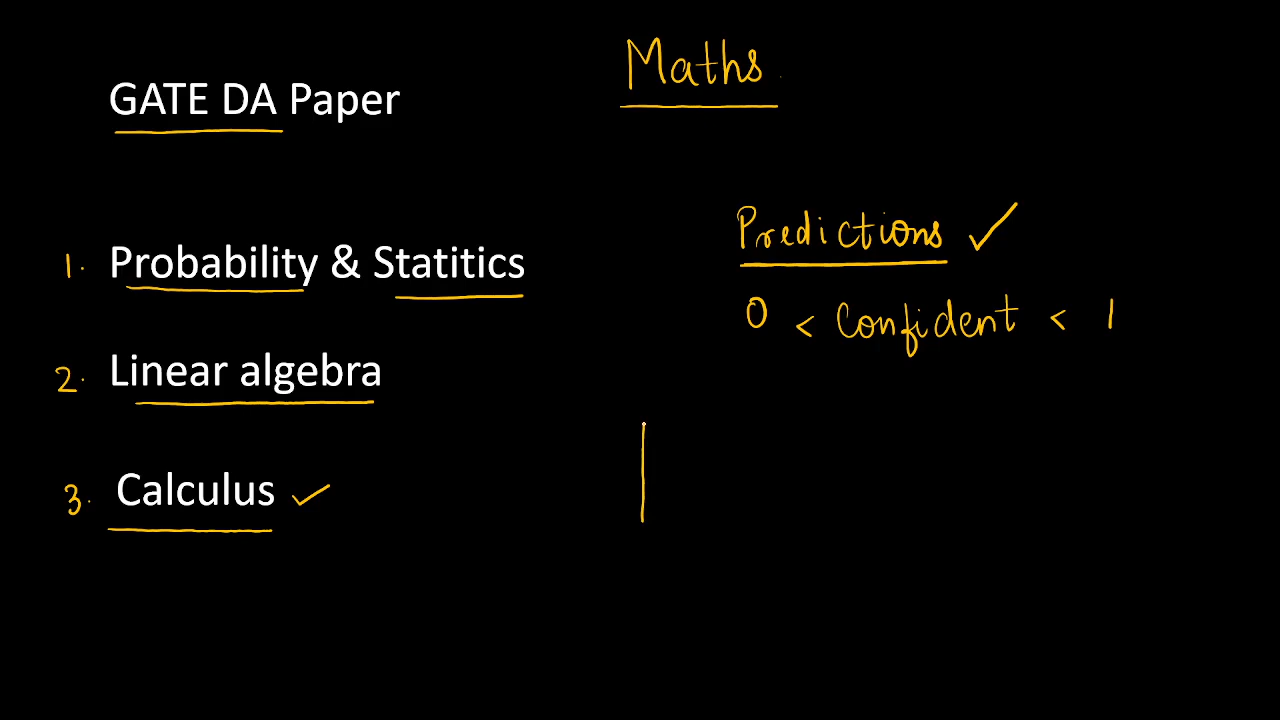 Maths
GATE DA Paper
Predictions ✓
1. Probability & Statitics
0 < Confident < 1
2. Linear algebra
3. Calculus ✓